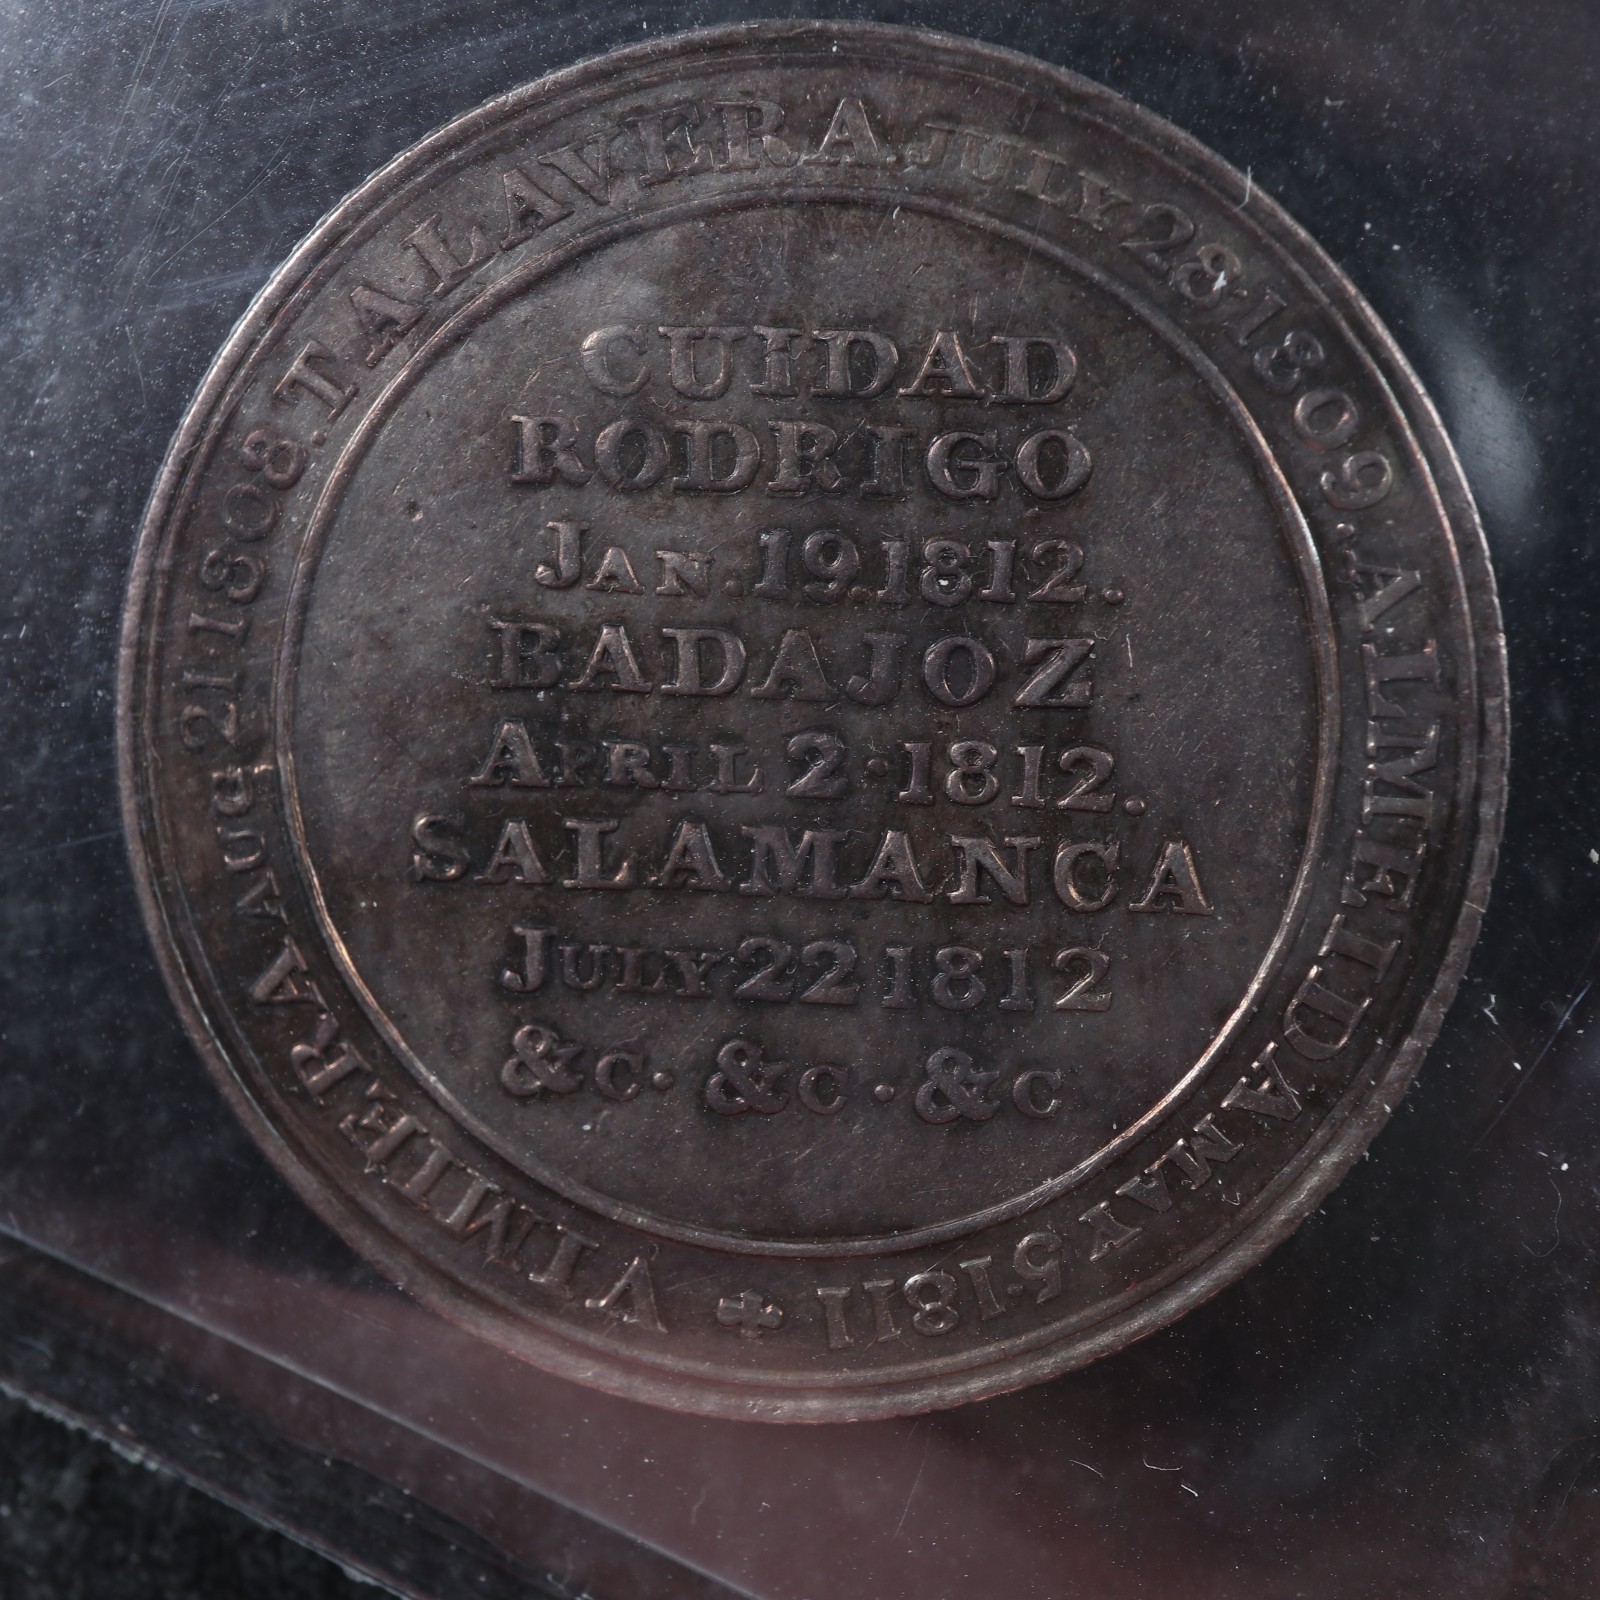 VIMIERA AUG 21 1808. TALAVERA. JULY 28·1809. ALMEIDA MAY 5·1811
CUIDAD
RODRIGO
JAN. 19. 1812.
BADAJOZ
APRIL 2·1812.
SALAMANCA
JULY 22 1812
&C· &C· &C